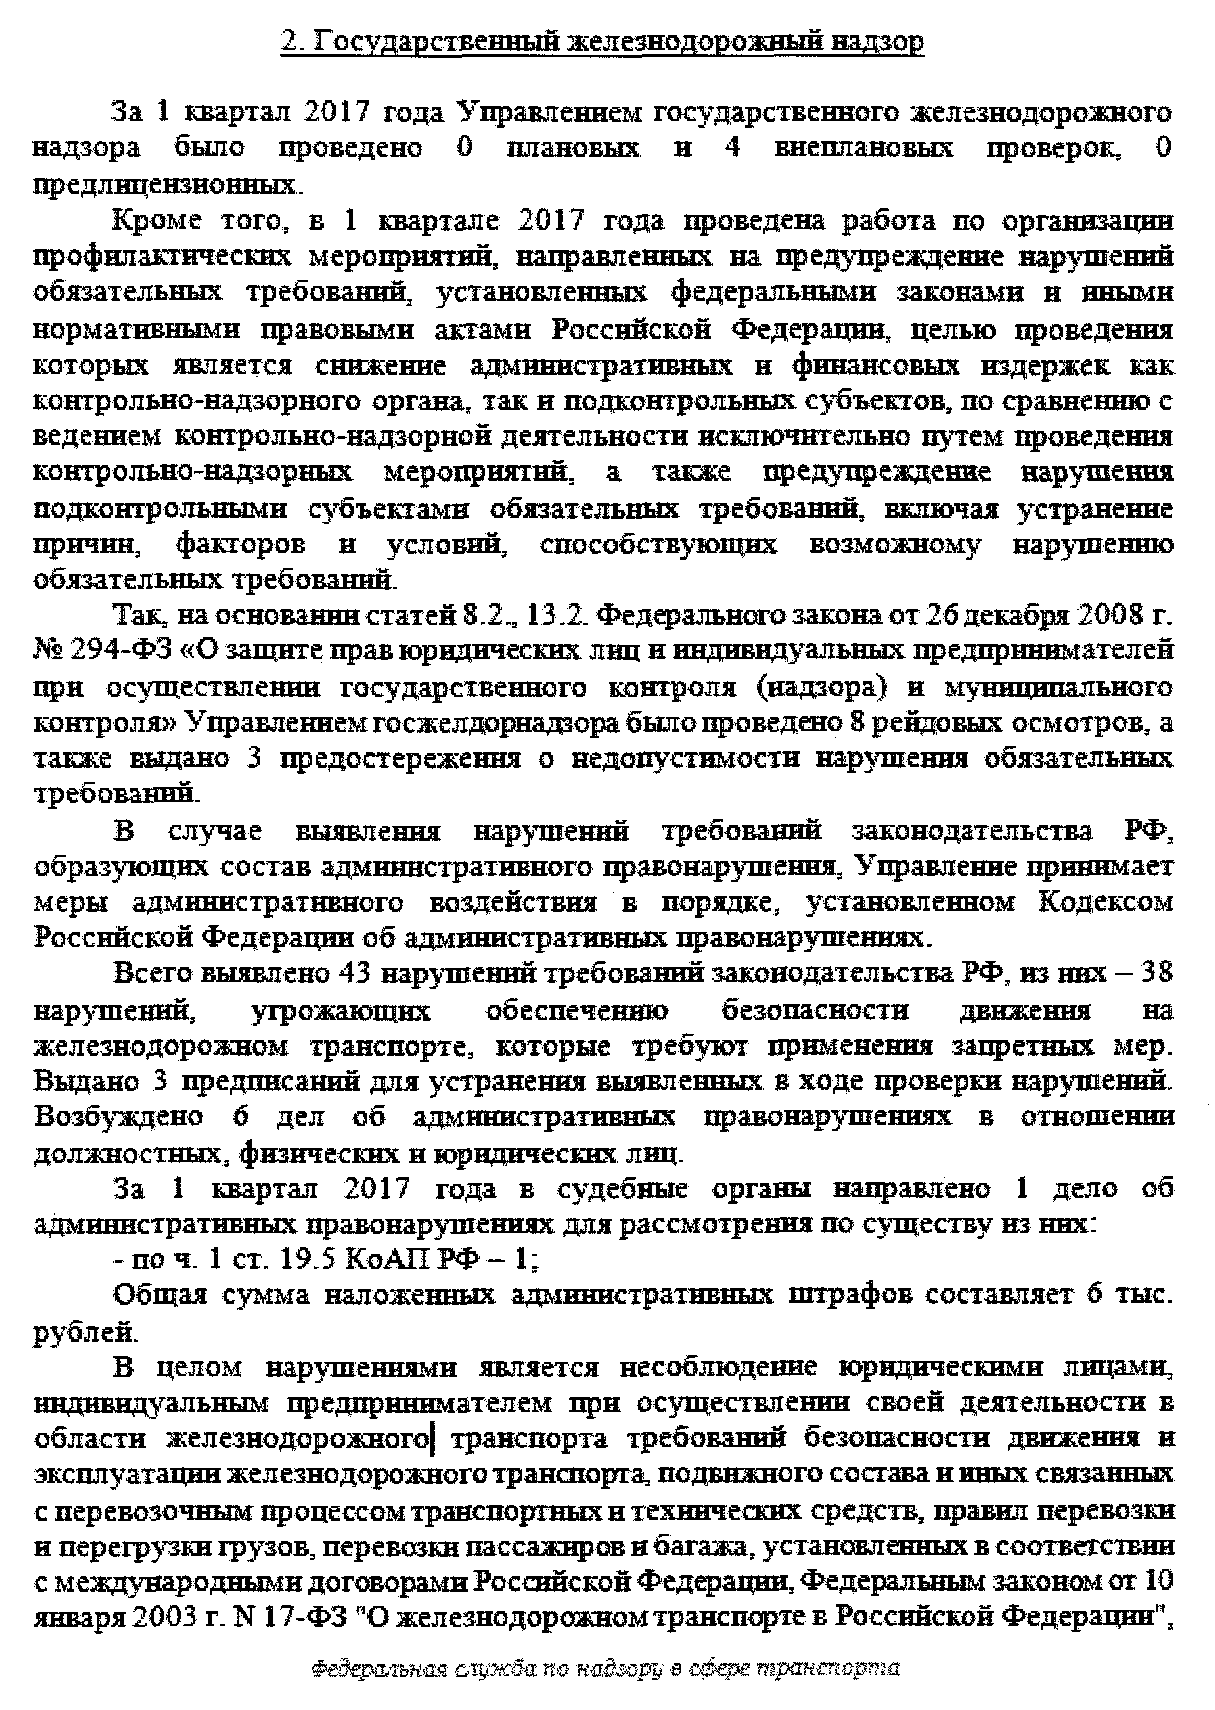 2. Государственный железнодорожный надзор
За 1 квартал 2017 года Управлением государственного железнодорожного
надзора было проведено 0 плановых и 4 внеплановых проверок, 0
предлицензионных.
Кроме того, в 1 квартале 2017 года проведена работа по организации
профилактических мероприятий, направленных на предупреждение нарушений
обязательных требований, установленных федеральными законами и иными
нормативными правовыми актами Российской Федерации, целью проведения
которых является снижение административных и финансовых издержек как
контрольно-надзорного органа, так и подконтрольных субъектов, по сравнению с
ведением контрольно-надзорной деятельности исключительно путем проведения
контрольно-надзорных мероприятий, а также предупреждение нарушения
подконтрольными субъектами обязательных требований, включая устранение
причин, факторов и условий, способствующих возможному нарушению
обязательных требований.
Так, на основании статей 8.2., 13.2. Федерального закона от 26 декабря 2008 г.
№ 294-ФЗ «О защите прав юридических лиц и индивидуальных предпринимателей
при осуществлении государственного контроля (надзора) и муниципального
контроля» Управлением госжелдорнадзора было проведено 8 рейдовых осмотров, а
также выдано 3 предостережения о недопустимости нарушения обязательных
требований.
В случае выявления нарушений требований законодательства РФ,
образующих состав административного правонарушения, Управление принимает
меры административного воздействия в порядке, установленном Кодексом
Российской Федерации об административных правонарушениях.
Всего выявлено 43 нарушений требований законодательства РФ, из них – 38
нарушений, угрожающих обеспечению безопасности движения на
железнодорожном транспорте, которые требуют применения запретных мер.
Выдано 3 предписаний для устранения выявленных в ходе проверки нарушений.
Возбуждено 6 дел об административных правонарушениях в отношении
должностных, физических и юридических лиц.
За 1 квартал 2017 года в судебные органы направлено 1 дело об
административных правонарушениях для рассмотрения по существу из них:
- по ч. 1 ст. 19.5 КоАП РФ – 1;
Общая сумма наложенных административных штрафов составляет 6 тыс.
рублей.
В целом нарушениями является несоблюдение юридическими лицами,
индивидуальным предпринимателем при осуществлении своей деятельности в
области железнодорожного транспорта требований безопасности движения и
эксплуатации железнодорожного транспорта, подвижного состава и иных связанных
с перевозочным процессом транспортных и технических средств, правил перевозки
и перегрузки грузов, перевозки пассажиров и багажа, установленных в соответствии
с международными договорами Российской Федерации, Федеральным законом от 10
января 2003 г. N 17-ФЗ "О железнодорожном транспорте в Российской Федерации",
Федеральная служба по надзору в сфере транспорта